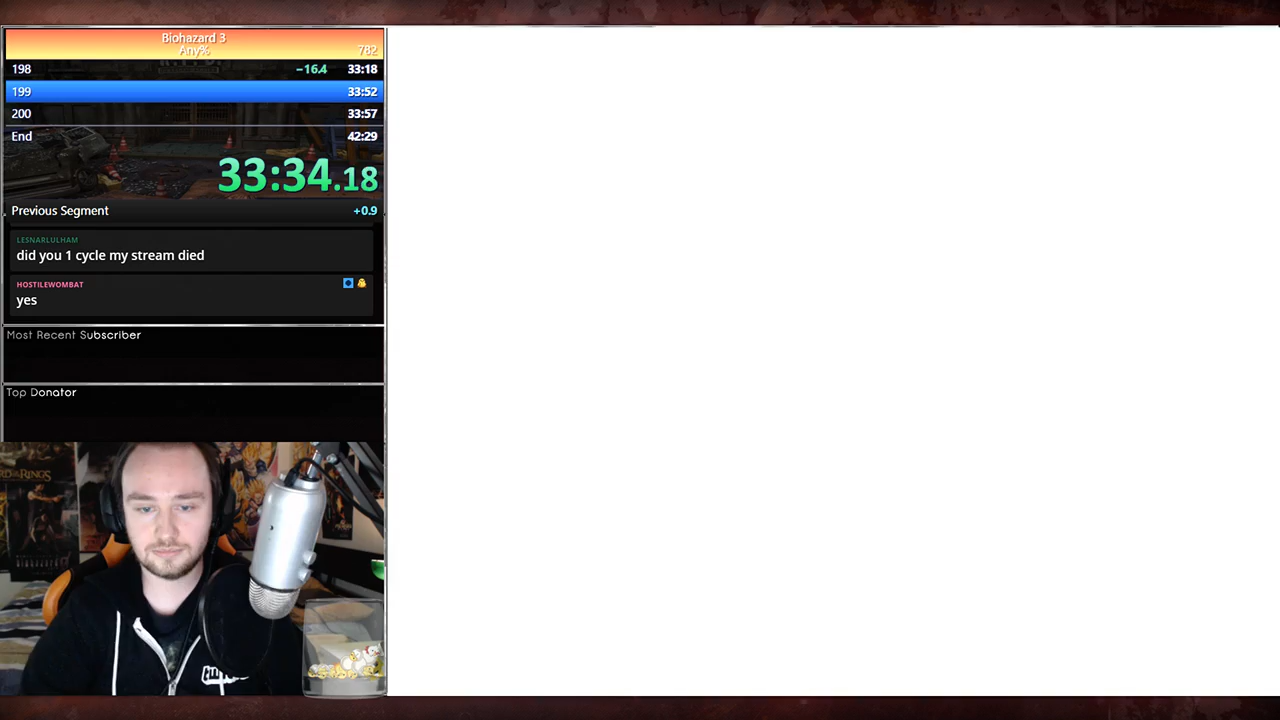 Biohazard 3
Any%
782
198 -16.4 33:18
199 33:52
200 33:57
End 42:29
33:34.18
Previous Segment +0.9
LESNARLULHAM
did you 1 cycle my stream died
HOSTILEWOMBAT
yes
Most Recent Subscriber
Top Donator